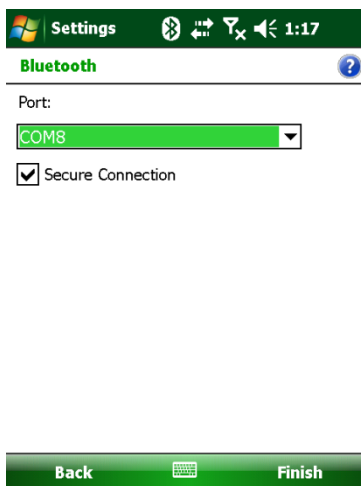 Settings 1:17
Bluetooth ?
Port:
COM8
Secure Connection
Back Finish